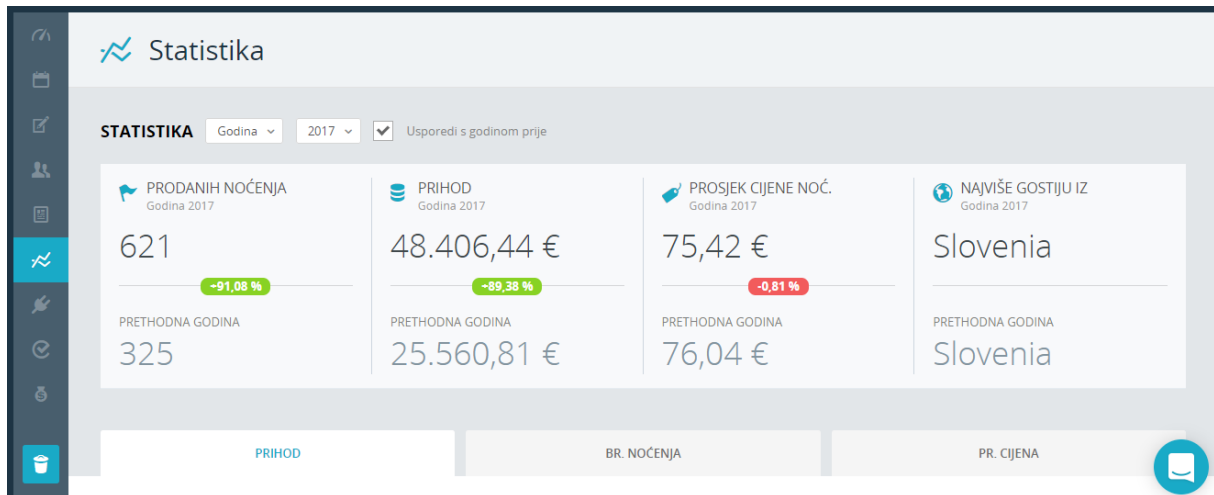 Statistika
STATISTIKA Godina 2017 Usporedi s godinom prije
PRODANIH NOĆENJA
Godina 2017
621
+91,08 %
PRETHODNA GODINA
325
PRIHOD
Godina 2017
48.406,44 €
+89,38 %
PRETHODNA GODINA
25.560,81 €
PROSJEK CIJENE NOĆ.
Godina 2017
75,42 €
-0,81 %
PRETHODNA GODINA
76,04 €
NAJVIŠE GOSTIJU IZ
Godina 2017
Slovenia
PRETHODNA GODINA
Slovenia
PRIHOD
BR. NOĆENJA
PR. CIJENA